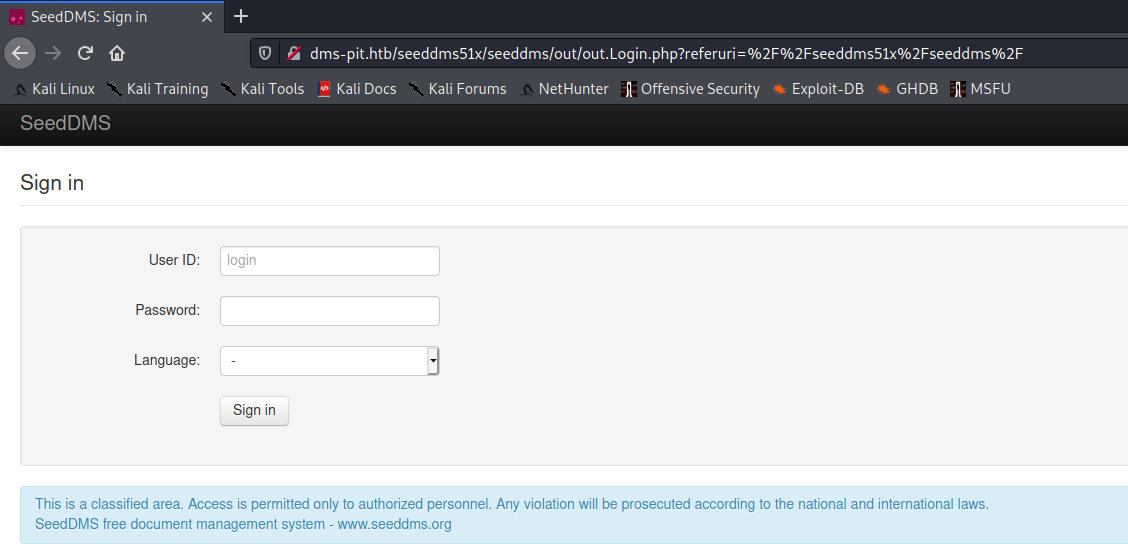 SeedDMS: Sign in
dms-pit.htb/seeddms51x/seeddms/out/out.Login.php?referuri=%2F%2Fseeddms51x%2Fseeddms%2F
Kali Linux Kali Training Kali Tools Kali Docs Kali Forums NetHunter Offensive Security Exploit-DB GHDB MSFU
SeedDMS
Sign in
User ID: login
Password:
Language: -
Sign in
This is a classified area. Access is permitted only to authorized personnel. Any violation will be prosecuted according to the national and international laws.
SeedDMS free document management system - www.seeddms.org